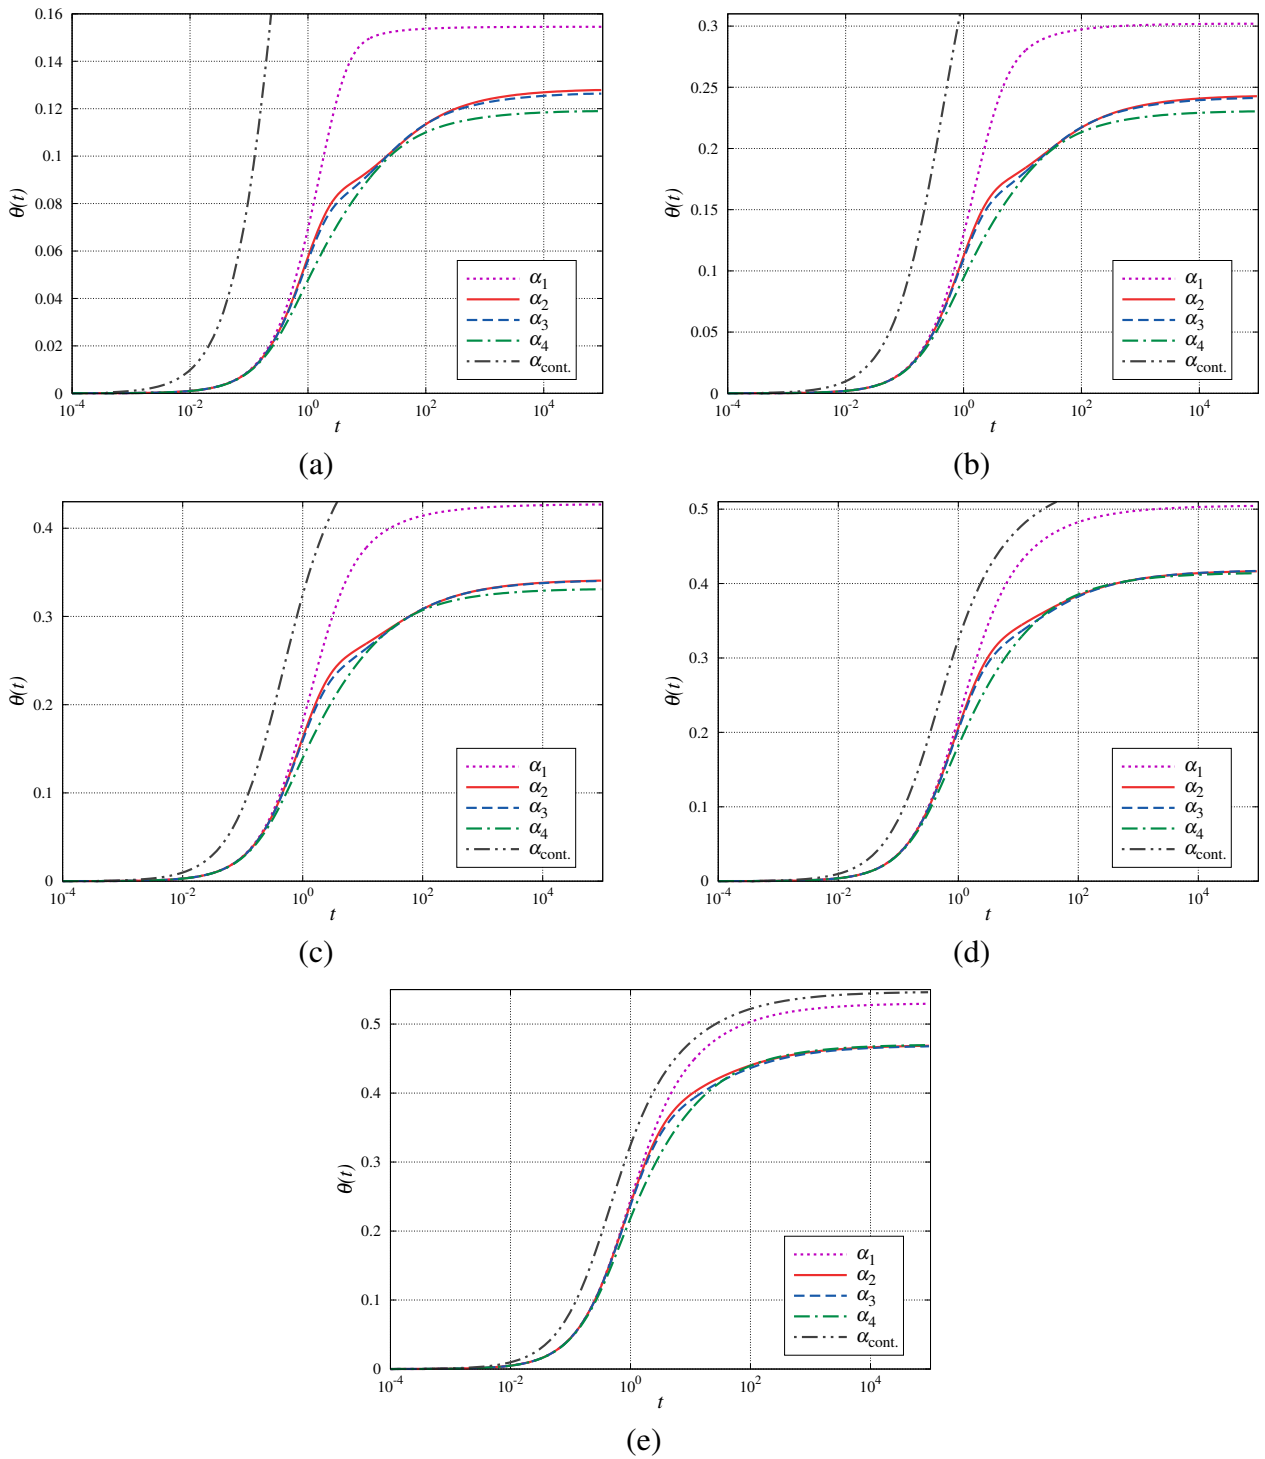 0.16
0.14
0.12
0.1
0.08
0.06
0.04
0.02
0
θ(t)
10⁻⁴ 10⁻² 10⁰ 10² 10⁴
t
α₁
α₂
α₃
α₄
α_cont.
(a)
0.3
0.25
0.2
0.15
0.1
0.05
0
θ(t)
10⁻⁴ 10⁻² 10⁰ 10² 10⁴
t
α₁
α₂
α₃
α₄
α_cont.
(b)
0.4
0.3
0.2
0.1
0
θ(t)
10⁻⁴ 10⁻² 10⁰ 10² 10⁴
t
α₁
α₂
α₃
α₄
α_cont.
(c)
0.5
0.4
0.3
0.2
0.1
0
θ(t)
10⁻⁴ 10⁻² 10⁰ 10² 10⁴
t
α₁
α₂
α₃
α₄
α_cont.
(d)
0.5
0.4
0.3
0.2
0.1
0
θ(t)
10⁻⁴ 10⁻² 10⁰ 10² 10⁴
t
α₁
α₂
α₃
α₄
α_cont.
(e)